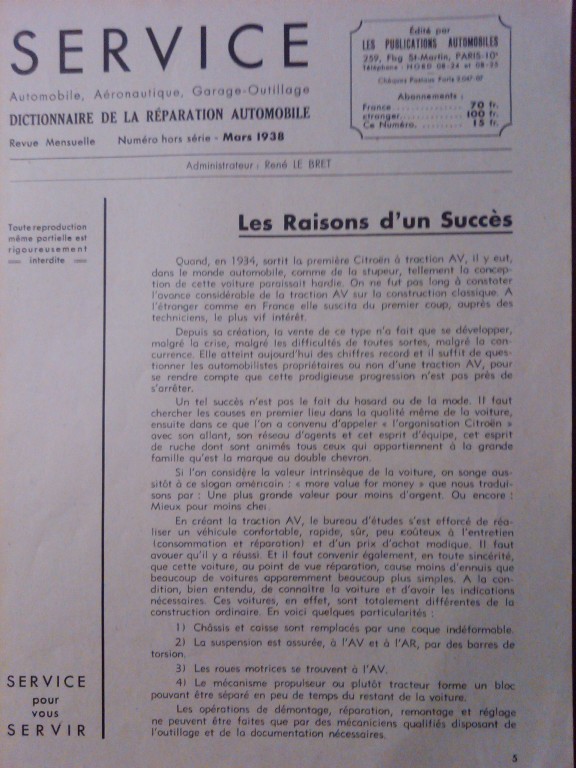 SERVICE
Automobile, Aéronautique, Garage-Outillage
DICTIONNAIRE DE LA RÉPARATION AUTOMOBILE
Revue Mensuelle Numéro hors série - Mars 1938
Édité par
LES PUBLICATIONS AUTOMOBILES
259, Fbg St-Martin, PARIS-10e
Téléphone : NORD 08-24 et 08-25
Chèques Postaux Paris
Abonnements :
France............... 70 fr.
étranger............ 100 fr.
Ce Numéro. ......... 15 fr.
Administrateur : René LE BRET
Toute reproduction
même partielle est
rigoureusement
interdite
Les Raisons d'un Succès
Quand, en 1934, sortit la première Citroën à traction AV, il y eut,
dans le monde automobile, comme de la stupeur, tellement la concep-
tion de cette voiture paraissait hardie. On ne fut pas long à constater
l'avance considérable de la traction AV sur la construction classique. A
l'étranger comme en France elle suscita du premier coup, auprès des
techniciens, le plus vif intérêt.
Depuis sa création, la vente de ce type n'a fait que se développer,
malgré la crise, malgré les difficultés de toutes sortes, malgré la con-
currence. Elle atteint aujourd'hui des chiffres record et il suffit de ques-
tionner les automobilistes propriétaires ou non d'une traction AV, pour
se rendre compte que cette prodigieuse progression n'est pas près de
s'arrêter.
Un tel succès n'est pas le fait du hasard ou de la mode. Il faut
chercher les causes en premier lieu dans la qualité même de la voiture,
ensuite dans ce que l'on a convenu d'appeler « l'organisation Citroën »
avec son allant, son réseau d'agents et cet esprit d'équipe, cet esprit
de ruche dont sont animés tous ceux qui appartiennent à la grande
famille qu'est la marque au double chevron.
Si l'on considère la valeur intrinsèque de la voiture, on songe aus-
sitôt à ce slogan américain : « more value for money » que nous tradui-
sons par : Une plus grande valeur pour moins d'argent. Ou encore :
Mieux pour moins cher
En créant la traction AV, le bureau d'études s'est efforcé de réa-
liser un véhicule confortable, rapide, sûr, peu coûteux à l'entretien
(consommation et réparation) et d'un prix d'achat modique. Il faut
avouer qu'il y a réussi. Et il faut convenir également, en toute sincérité,
que cette voiture, au point de vue réparation, cause moins d'ennuis que
beaucoup de voitures apparemment beaucoup plus simples. A la con-
dition, bien entendu, de connaître la voiture et d'avoir les indications
nécessaires. Ces voitures, en effet, sont totalement différentes de la
construction ordinaire. En voici quelques particularités :
1) Châssis et caisse sont remplacés par une coque indéformable.
2) La suspension est assurée, à l'AV et à l'AR, par des barres de
torsion.
3) Les roues motrices se trouvent à l'AV.
4) Le mécanisme propulseur ou plutôt tracteur forme un bloc
pouvant être séparé en peu de temps du restant de la voiture.
Les opérations de démontage, réparation, remontage et réglage
ne peuvent être faites que par des mécaniciens qualifiés disposant de
l'outillage et de la documentation nécessaires.
SERVICE
pour
vous
SERVIR
5